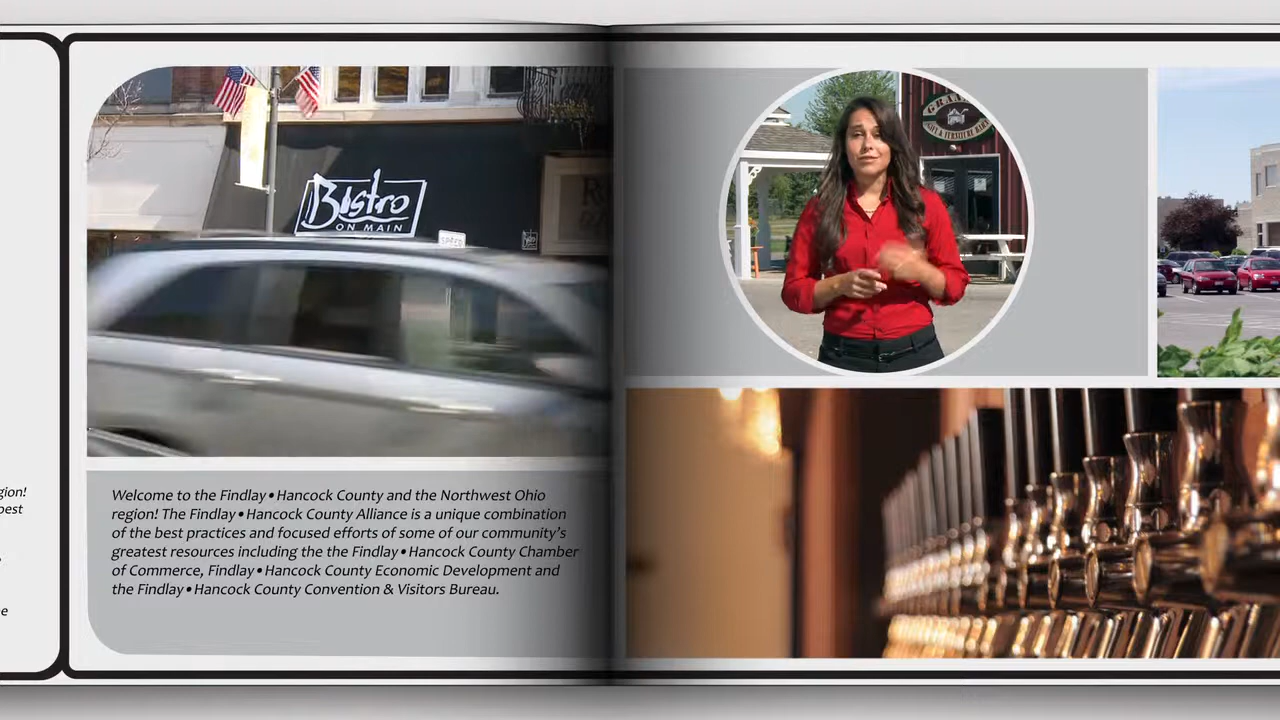 gion!
pest
e
Bistro
ON MAIN
Welcome to the Findlay•Hancock County and the Northwest Ohio
region! The Findlay•Hancock County Alliance is a unique combination
of the best practices and focused efforts of some of our community's
greatest resources including the the Findlay•Hancock County Chamber
of Commerce, Findlay•Hancock County Economic Development and
the Findlay•Hancock County Convention & Visitors Bureau.